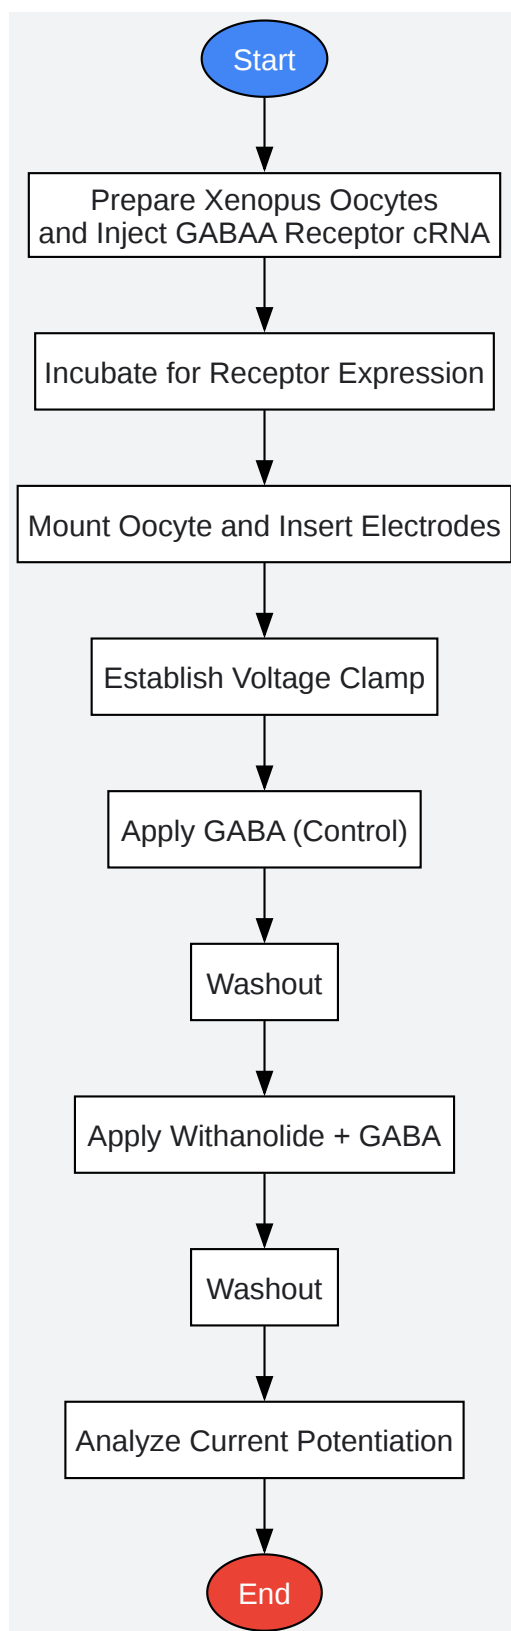 Start
Prepare Xenopus Oocytes
and Inject GABAA Receptor cRNA
Incubate for Receptor Expression
Mount Oocyte and Insert Electrodes
Establish Voltage Clamp
Apply GABA (Control)
Washout
Apply Withanolide + GABA
Washout
Analyze Current Potentiation
End